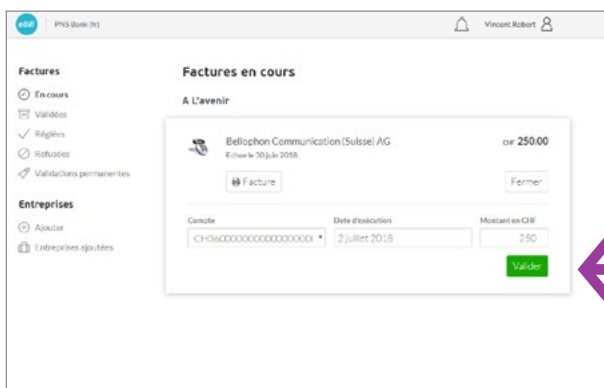 eBill PNS Bank (fr) Vincent Robert
Factures
En cours
Validées
Réglées
Refusées
Validations permanentes
Entreprises
Ajouter
Entreprises ajoutées
Factures en cours
A L'avenir
Bellophon Communication (Suisse) AG CHF 250.00
Echue le 30 juin 2018
Facture Fermer
Compte Date d'exécution Montant en CHF
2 juillet 2018 250
Valider